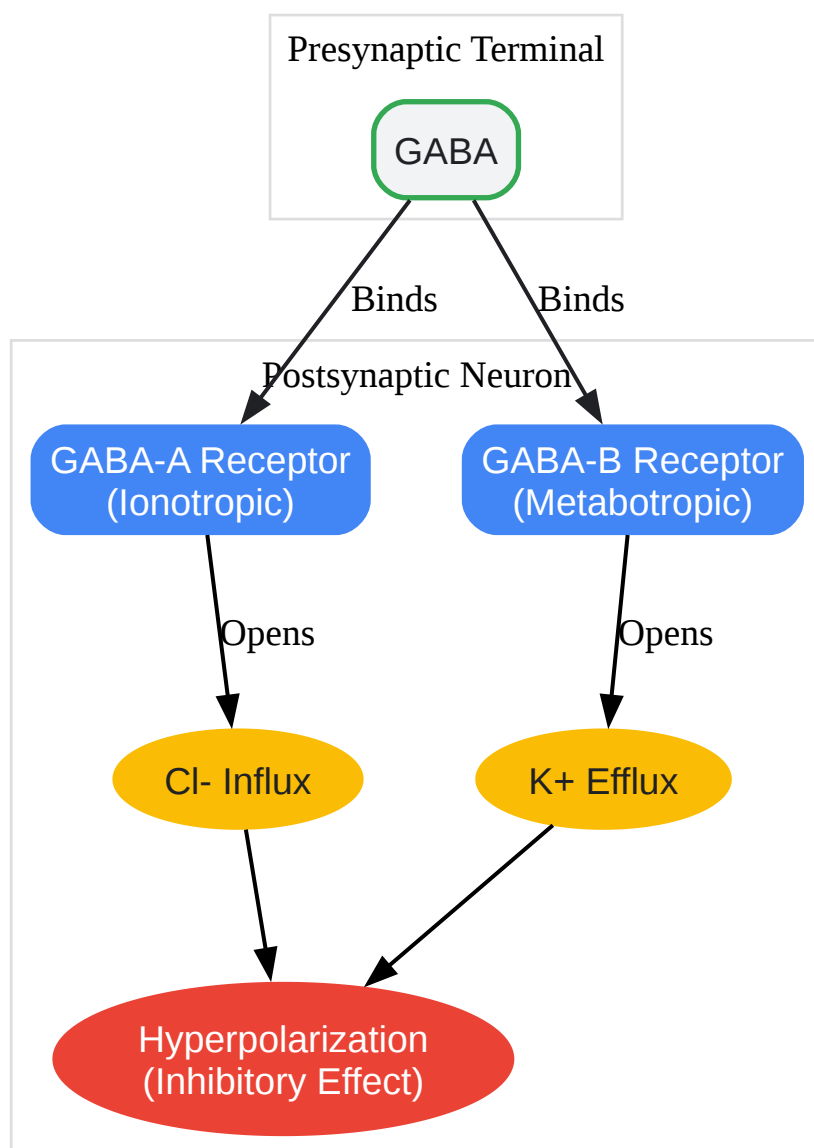 Presynaptic Terminal
GABA
Binds
Binds
Postsynaptic Neuron
GABA-A Receptor
(Ionotropic)
GABA-B Receptor
(Metabotropic)
Opens
Opens
Cl- Influx
K+ Efflux
Hyperpolarization
(Inhibitory Effect)